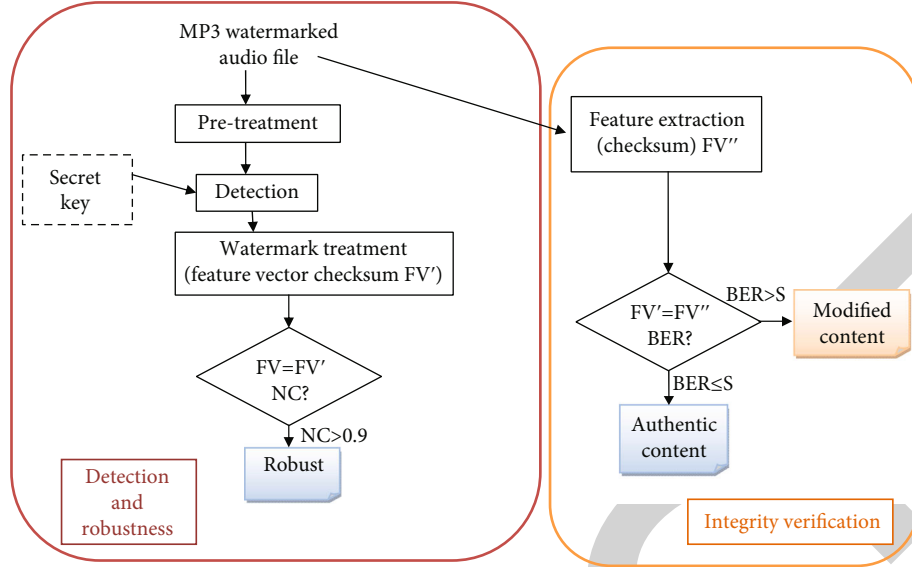 MP3 watermarked
audio file
Pre-treatment
Secret
key
Detection
Watermark treatment
(feature vector checksum FV′)
FV=FV′
NC?
NC>0.9
Robust
Detection
and
robustness
Feature extraction
(checksum) FV′′
FV′=FV′′
BER?
BER>S
Modified
content
BER≤S
Authentic
content
Integrity verification